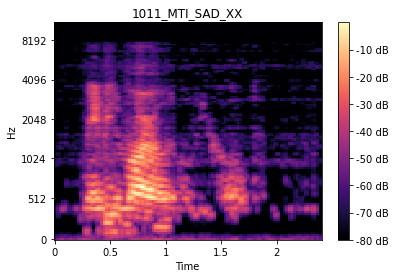 1011_MTI_SAD_XX
8192
4096
2048
1024
512
0
Hz
0 0.5 1 1.5 2
Time
-10 dB
-20 dB
-30 dB
-40 dB
-50 dB
-60 dB
-70 dB
-80 dB